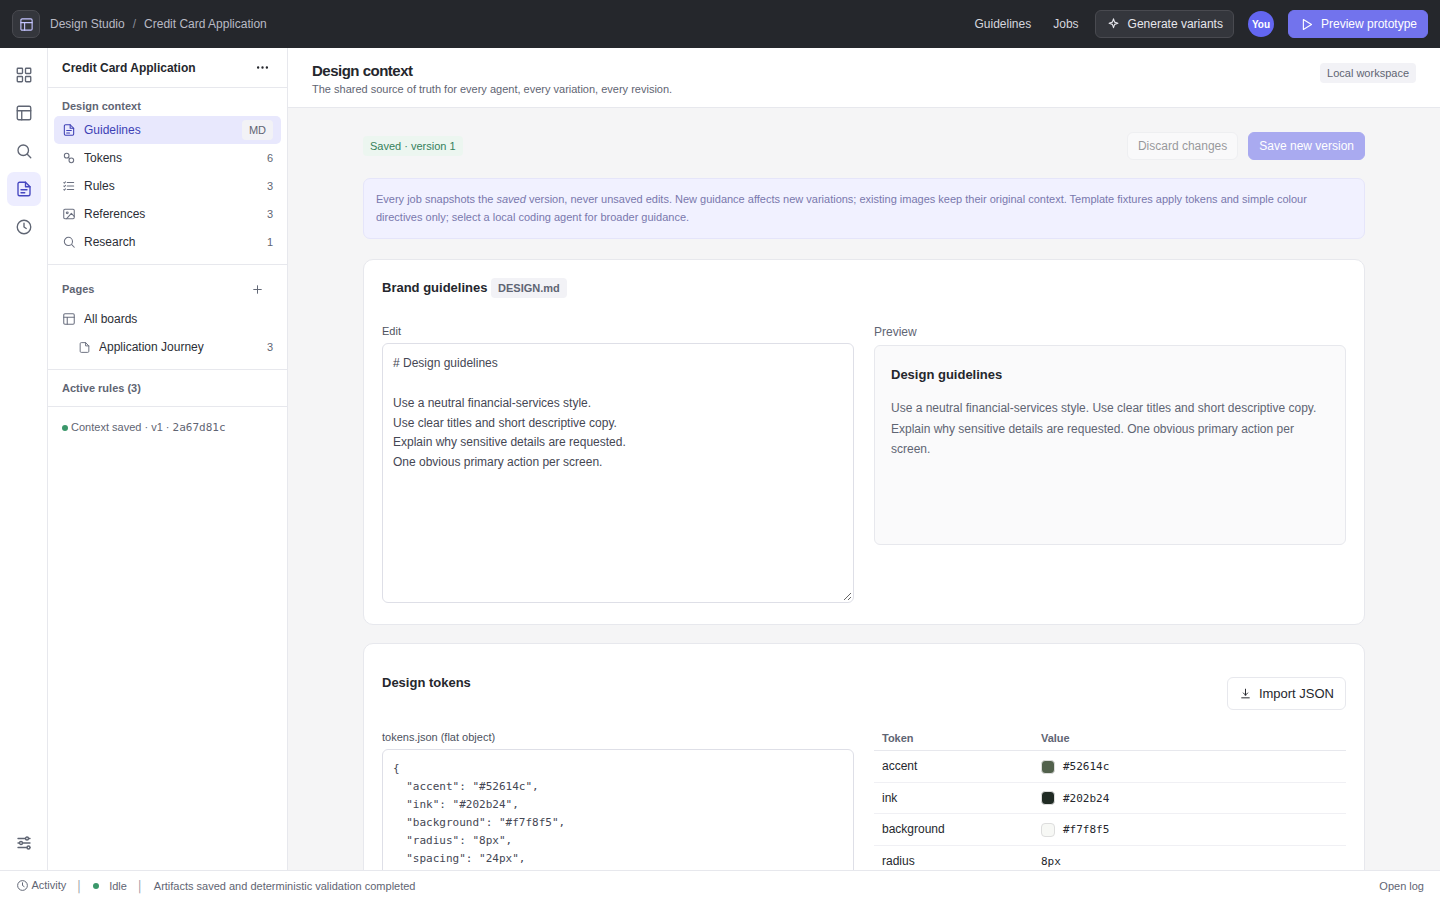 Design Studio / Credit Card Application
Guidelines
Jobs
Generate variants
You
Preview prototype
Credit Card Application
Design context
Guidelines MD
Tokens 6
Rules 3
References 3
Research 1
Pages
All boards
Application Journey 3
Active rules (3)
Context saved · v1 · 2a67d81c
Design context
The shared source of truth for every agent, every variation, every revision.
Local workspace
Saved · version 1
Discard changes
Save new version
Every job snapshots the saved version, never unsaved edits. New guidance affects new variations; existing images keep their original context. Template fixtures apply tokens and simple colour
directives only; select a local coding agent for broader guidance.
Brand guidelines DESIGN.md
Edit
# Design guidelines
Use a neutral financial-services style.
Use clear titles and short descriptive copy.
Explain why sensitive details are requested.
One obvious primary action per screen.
Preview
Design guidelines
Use a neutral financial-services style. Use clear titles and short descriptive copy.
Explain why sensitive details are requested. One obvious primary action per
screen.
Design tokens
Import JSON
tokens.json (flat object)
{
"accent": "#52614c",
"ink": "#202b24",
"background": "#f7f8f5",
"radius": "8px",
"spacing": "24px",
Token Value
accent #52614c
ink #202b24
background #f7f8f5
radius 8px
Activity
Idle
Artifacts saved and deterministic validation completed
Open log